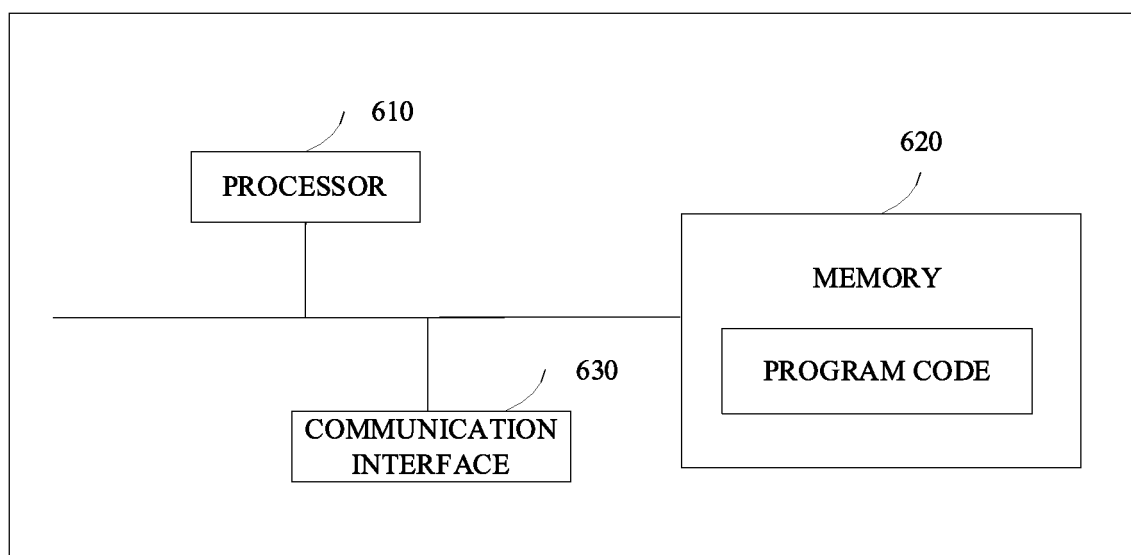 610
PROCESSOR
620
MEMORY
PROGRAM CODE
630
COMMUNICATION
INTERFACE